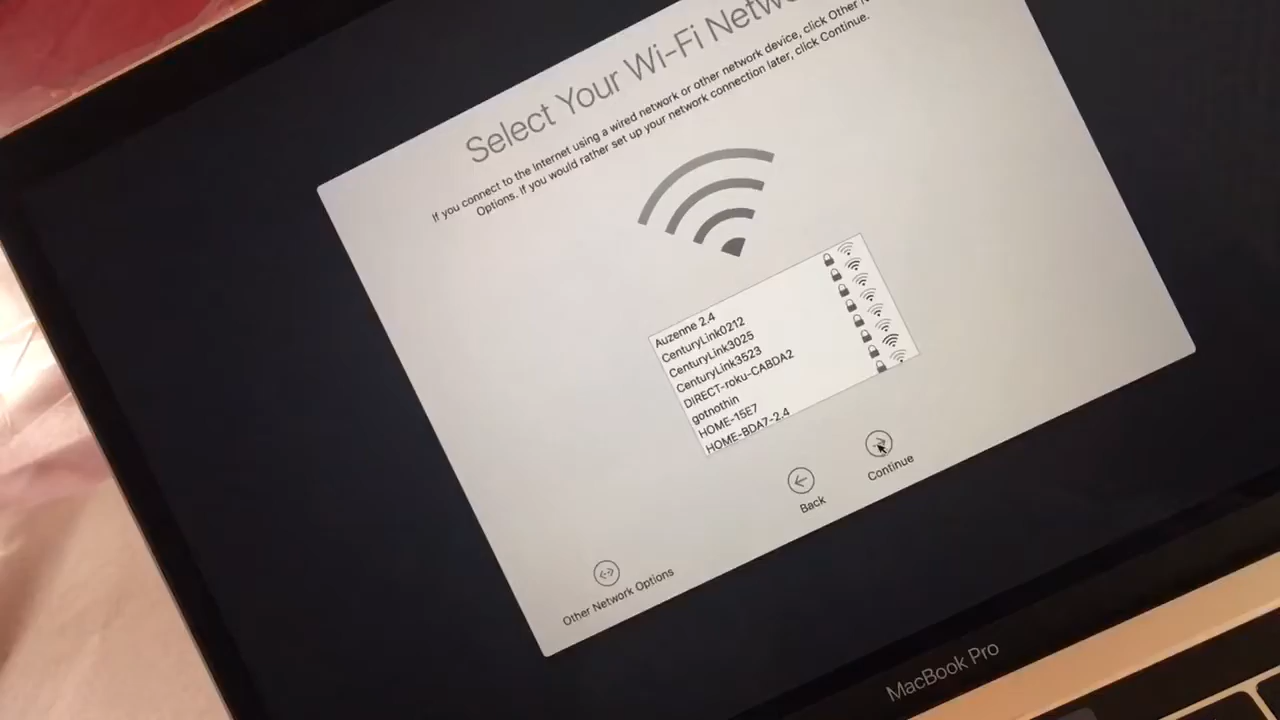 Select Your Wi-Fi
If you connect to the Internet using a wired network or other network device, click Other
Options. If you would rather set up your network connection later, click Continue.
Auzenne 2.4
CenturyLink0212
CenturyLink3025
CenturyLink3523
DIRECT-roku-CABDA2
gotnothin
HOME-15E7
HOME-BDA7-2.4
Back
Continue
Other Network Options
MacBook Pro